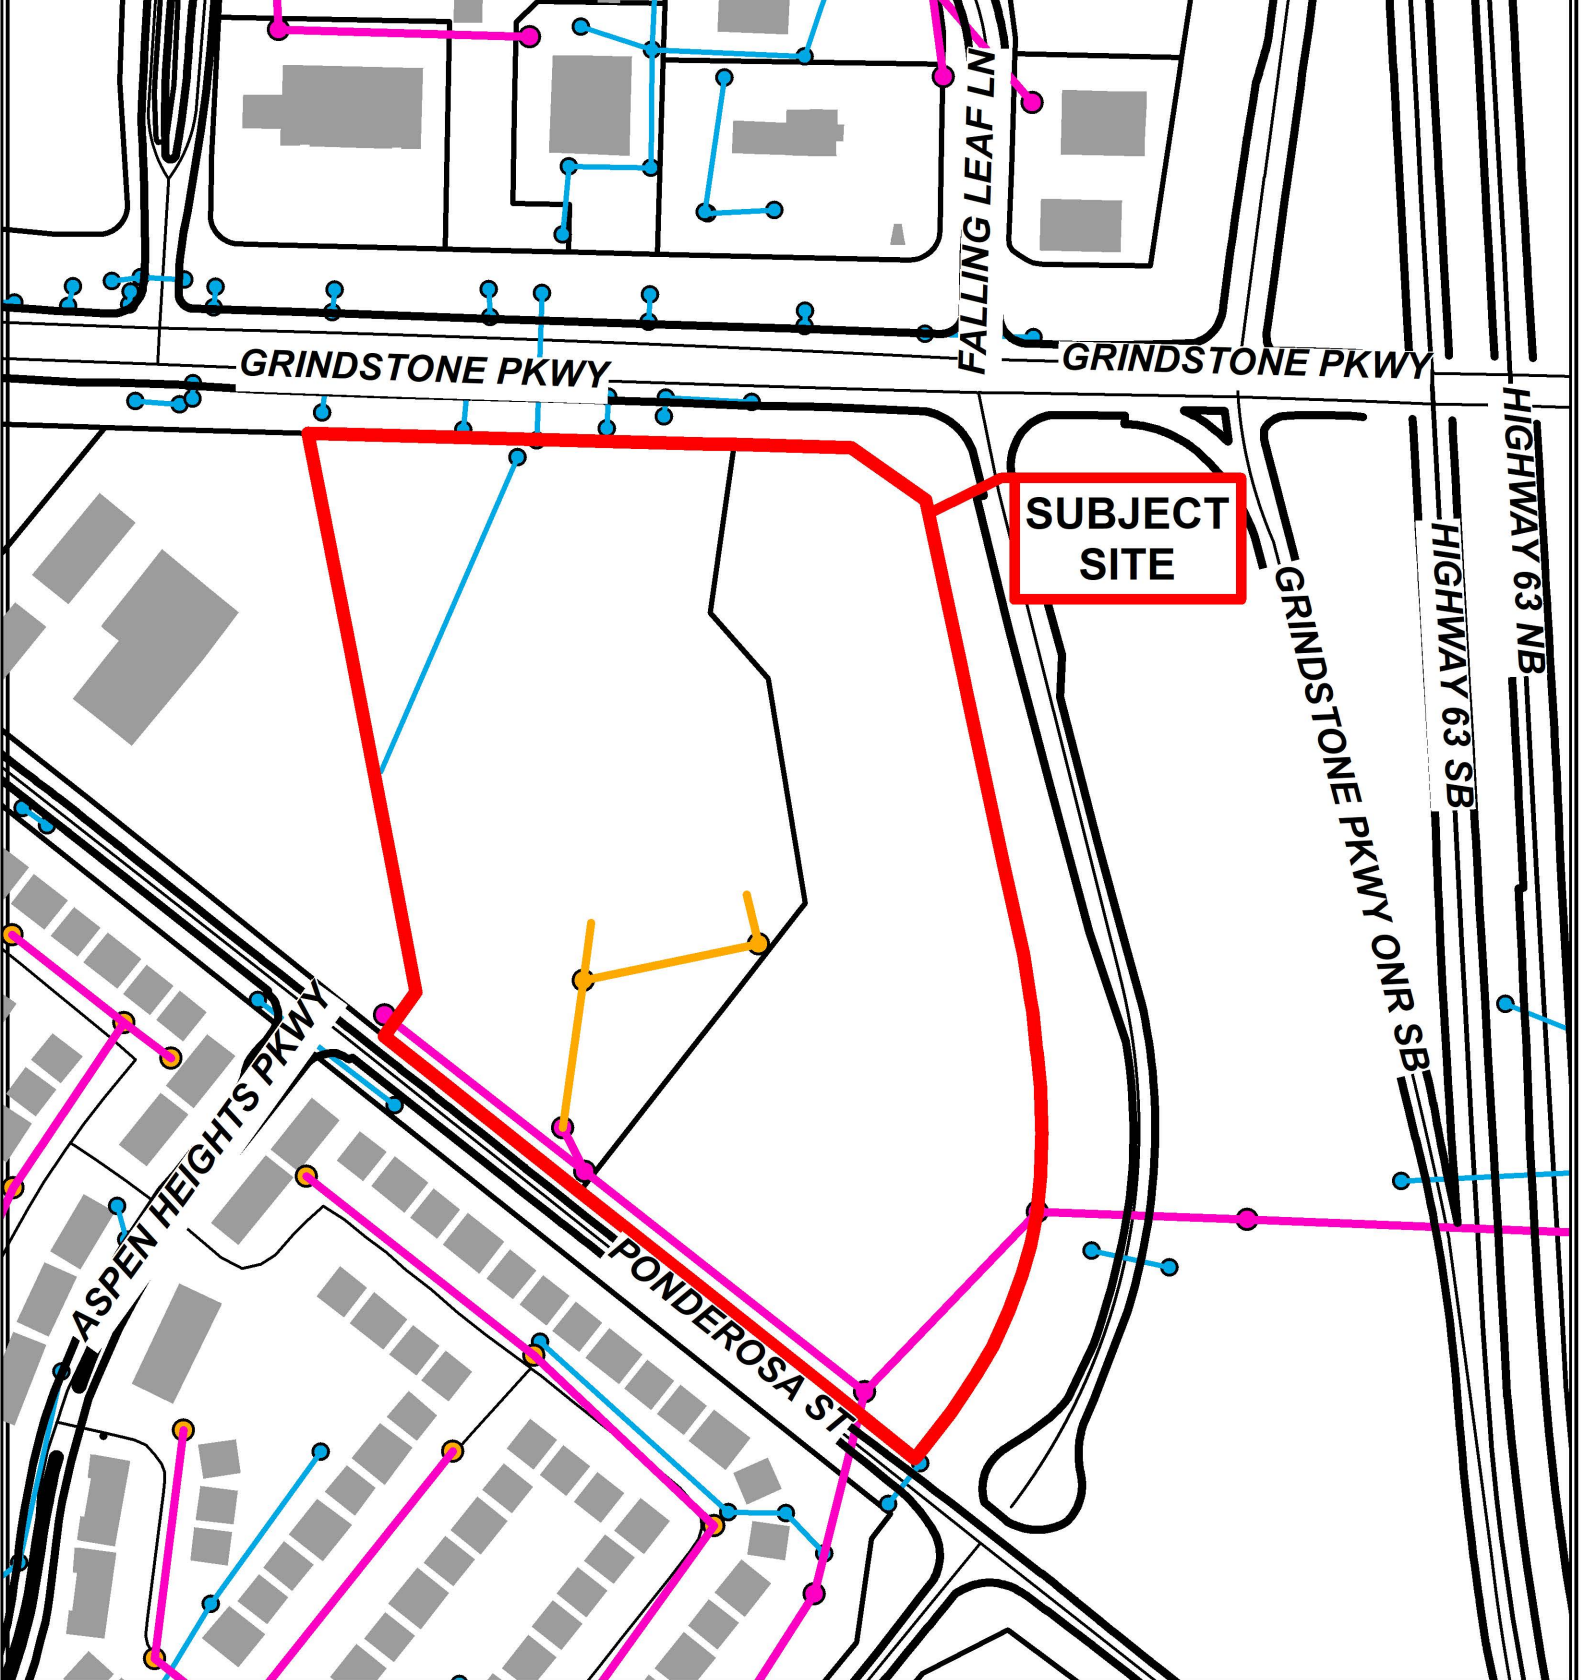 FALLING LEAF LN
GRINDSTONE PKWY
GRINDSTONE PKWY
HIGHWAY 63 NB
SUBJECT
SITE
HIGHWAY 63 SB
GRINDSTONE PKWY ONR SB
ASPEN HEIGHTS PKWY
PONDEROSA ST